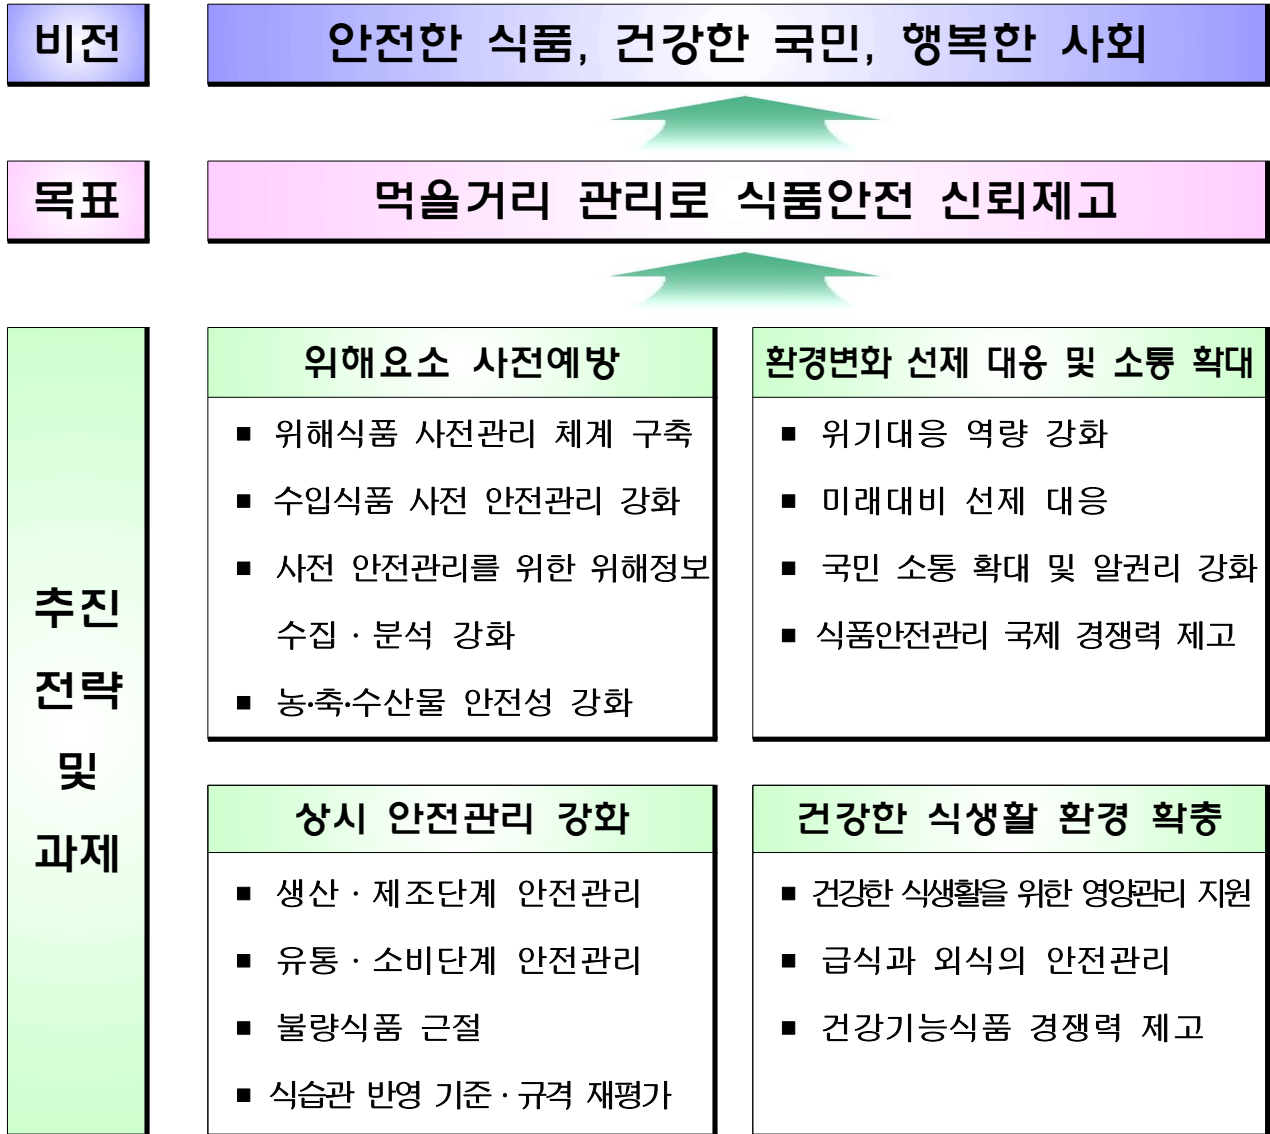 비전
안전한 식품, 건강한 국민, 행복한 사회
목표
먹을거리 관리로 식품안전 신뢰제고
추진
전략
및
과제
위해요소 사전예방
■ 위해식품 사전관리 체계 구축
■ 수입식품 사전 안전관리 강화
■ 사전 안전관리를 위한 위해정보
수집 · 분석 강화
■ 농·축·수산물 안전성 강화
환경변화 선제 대응 및 소통 확대
■ 위기대응 역량 강화
■ 미래대비 선제 대응
■ 국민 소통 확대 및 알권리 강화
■ 식품안전관리 국제 경쟁력 제고
상시 안전관리 강화
■ 생산 · 제조단계 안전관리
■ 유통 · 소비단계 안전관리
■ 불량식품 근절
■ 식습관 반영 기준 · 규격 재평가
건강한 식생활 환경 확충
■ 건강한 식생활을 위한 영양관리 지원
■ 급식과 외식의 안전관리
■ 건강기능식품 경쟁력 제고